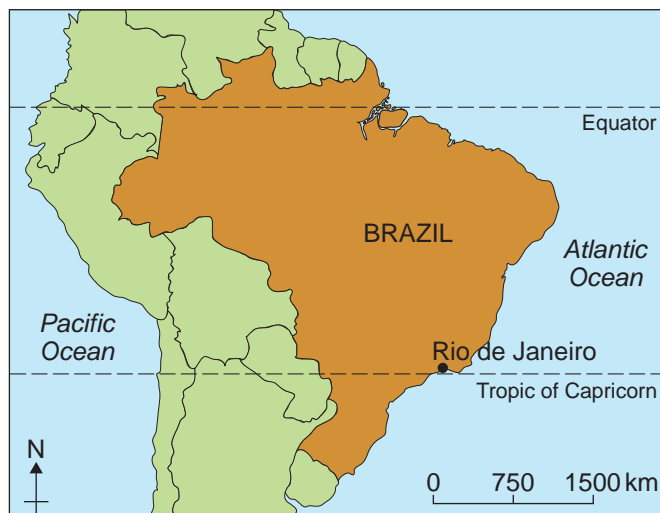 Equator
BRAZIL
Atlantic
Ocean
Pacific
Ocean
Rio de Janeiro
Tropic of Capricorn
N
0 750 1500 km